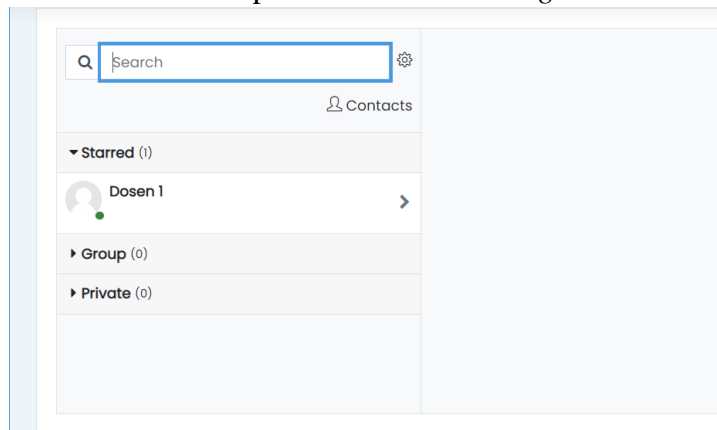 Search
Contacts
Starred (1)
Dosen 1
Group (0)
Private (0)